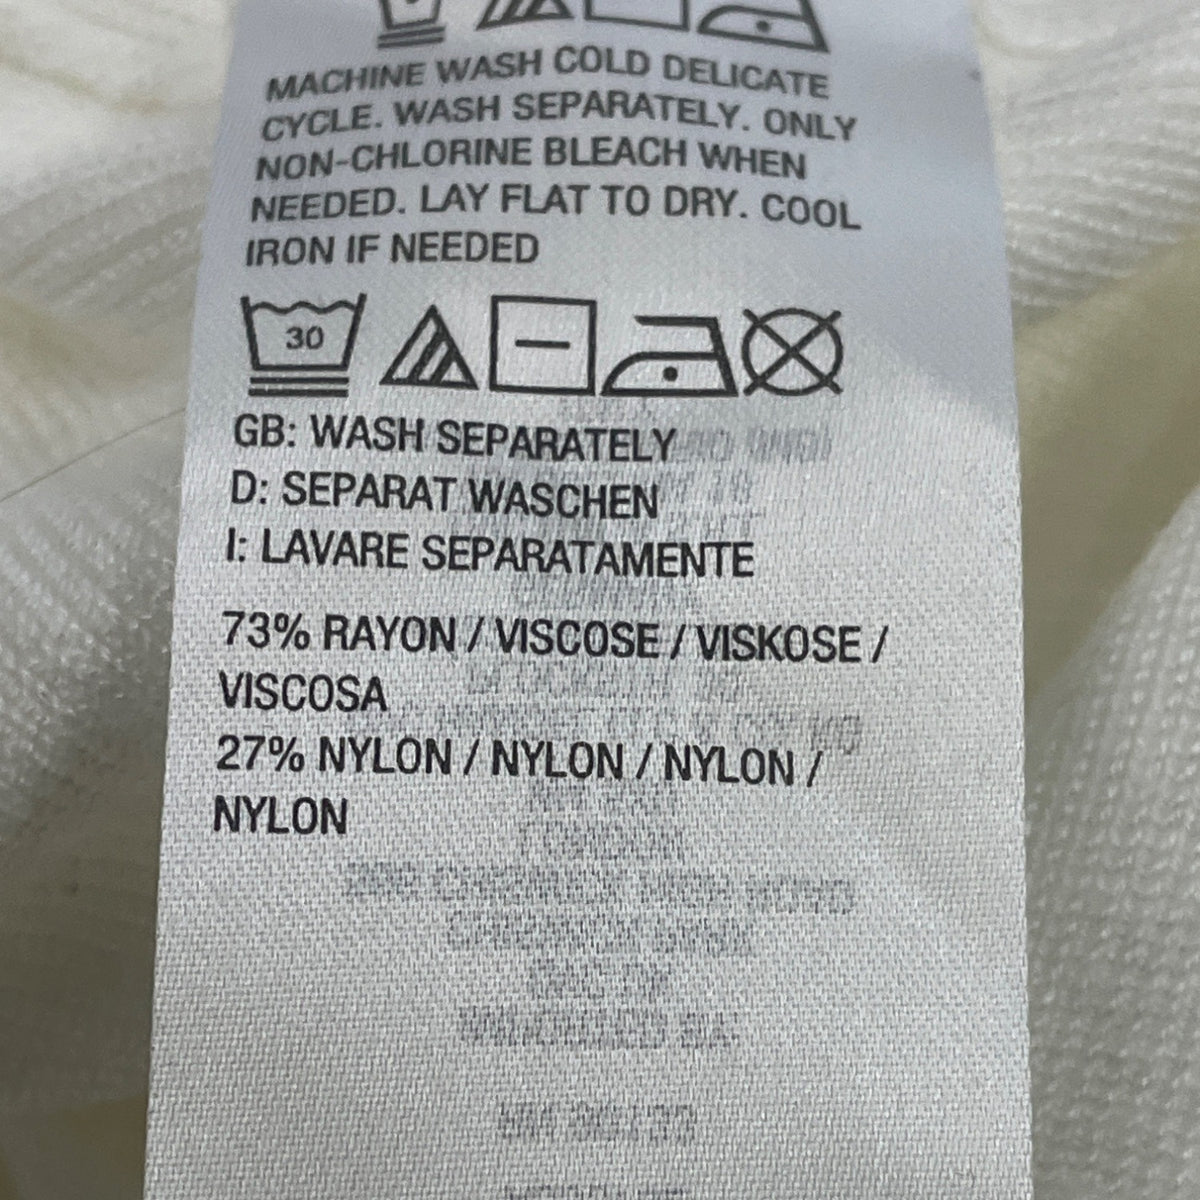 MACHINE WASH COLD DELICATE
CYCLE. WASH SEPARATELY. ONLY
NON-CHLORINE BLEACH WHEN
NEEDED. LAY FLAT TO DRY. COOL
IRON IF NEEDED
30
GB: WASH SEPARATELY
D: SEPARAT WASCHEN
I: LAVARE SEPARATAMENTE
73% RAYON / VISCOSE / VISKOSE /
VISCOSA
27% NYLON / NYLON / NYLON /
NYLON